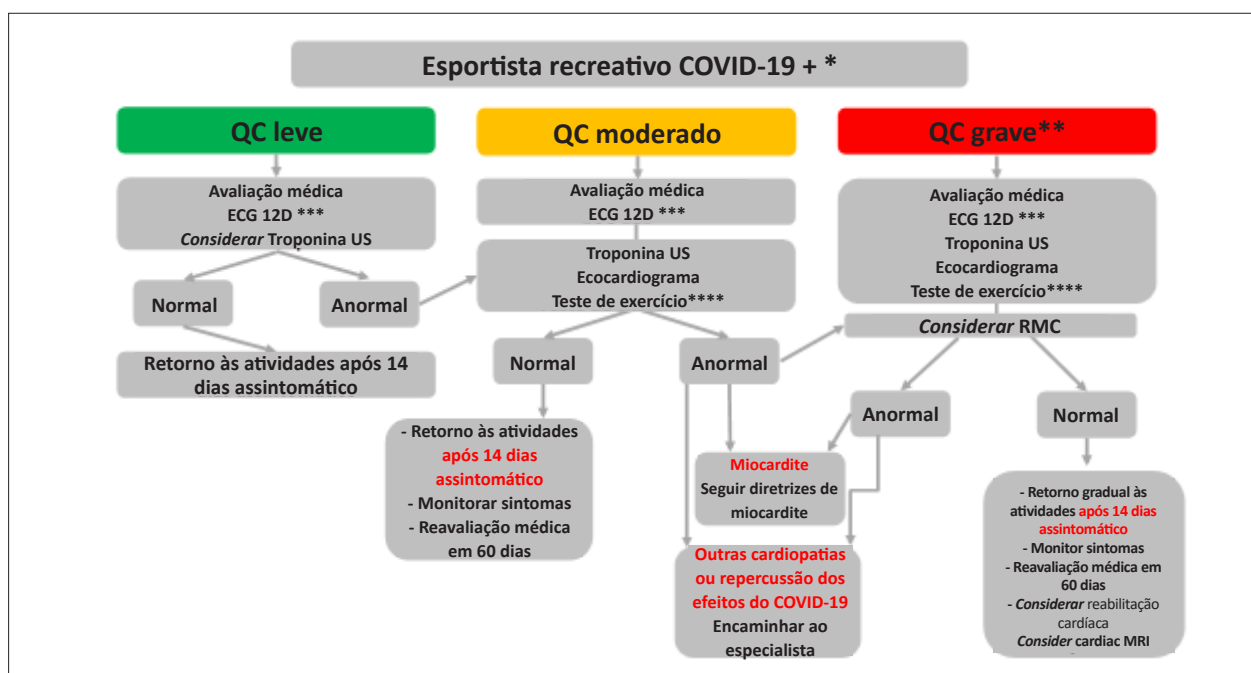 Esportista recreativo COVID-19 + *
QC leve
QC moderado
QC grave**
Avaliação médica
ECG 12D ***
Considerar Troponina US
Normal
Anormal
Retorno às atividades após 14
dias assintomático
Avaliação médica
ECG 12D ***
Troponina US
Ecocardiograma
Teste de exercício****
Normal
Anormal
- Retorno às atividades
após 14 dias
assintomático
- Monitorar sintomas
- Reavaliação médica
em 60 dias
Miocardite
Seguir diretrizes de
miocardite
Outras cardiopatias
ou repercussão dos
efeitos do COVID-19
Encaminhar ao
especialista
Avaliação médica
ECG 12D ***
Troponina US
Ecocardiograma
Teste de exercício****
Considerar RMC
Anormal
Normal
- Retorno gradual às
atividades após 14 dias
assintomático
- Monitor sintomas
- Reavaliação médica em
60 dias
- Considerar reabilitação
cardíaca
Consider cardiac MRI